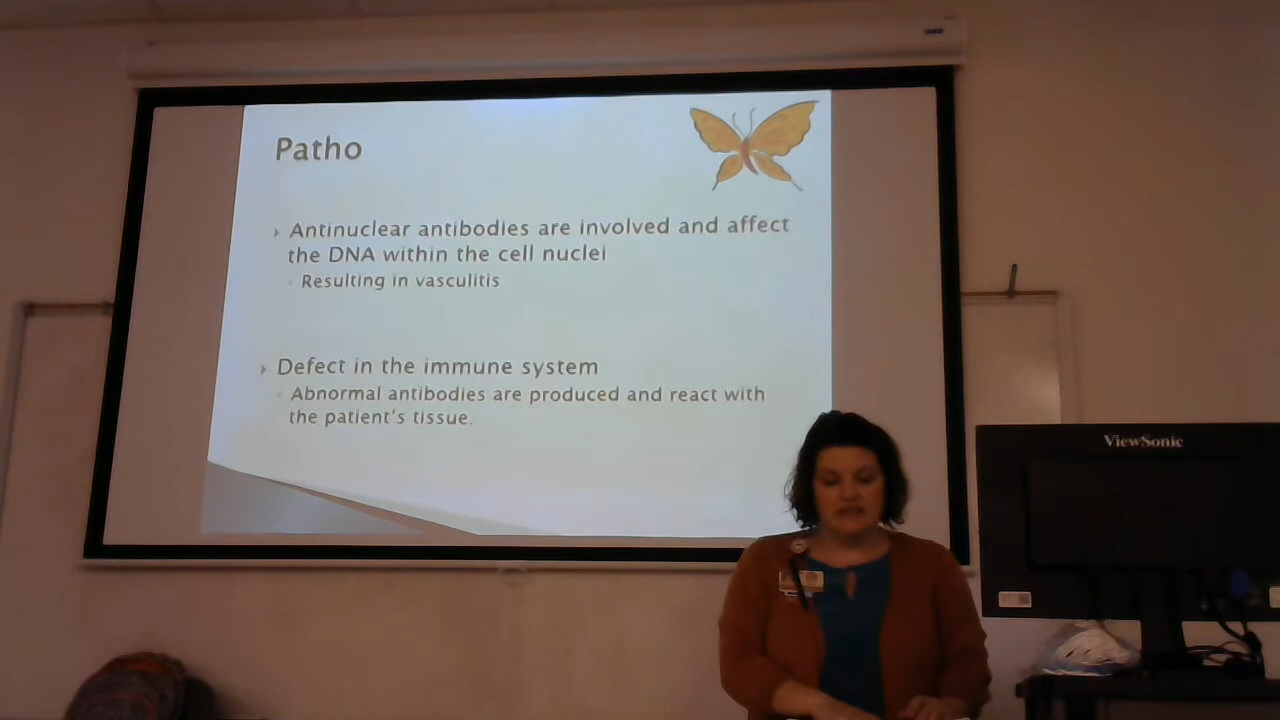 Patho
Antinuclear antibodies are involved and affect
the DNA within the cell nuclei
Resulting in vasculitis
Defect in the immune system
Abnormal antibodies are produced and react with
the patient's tissue.
ViewSonic